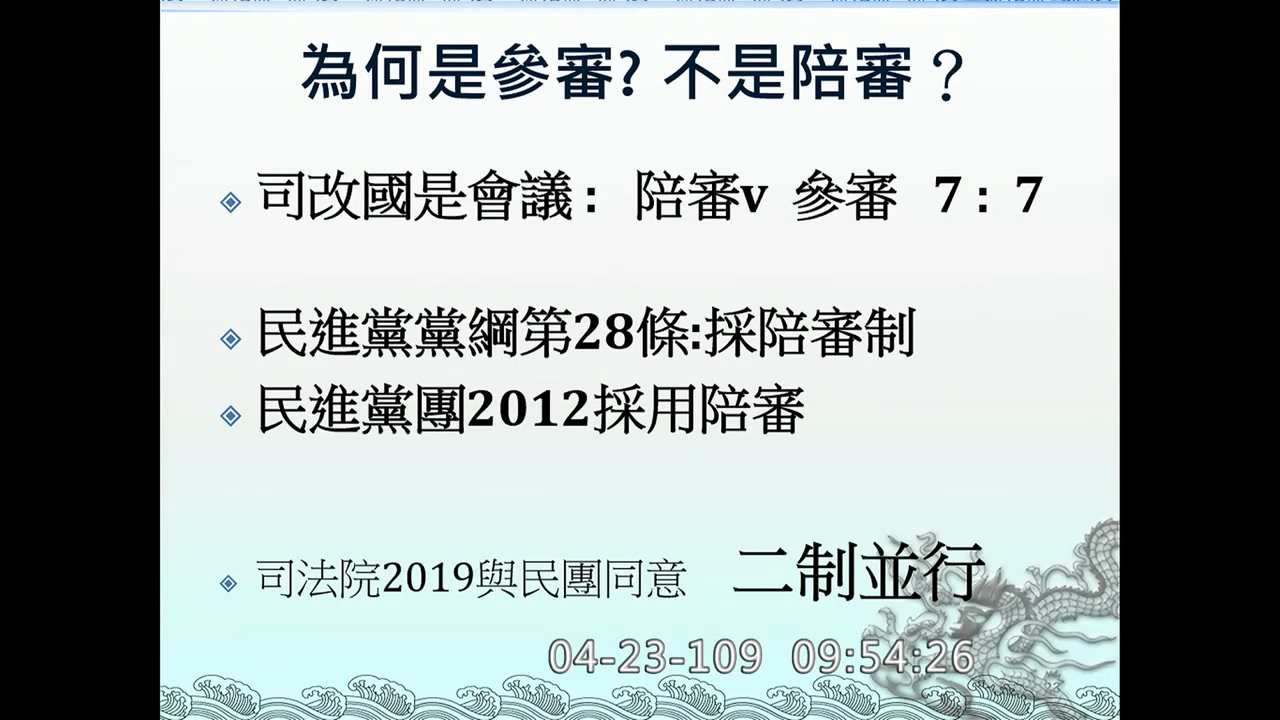 為何是參審? 不是陪審？
司改國是會議： 陪審v 參審 7：7
民進黨黨綱第28條:採陪審制
民進黨團2012採用陪審
司法院2019與民團同意 二制並行
04-23-109 09:54:26